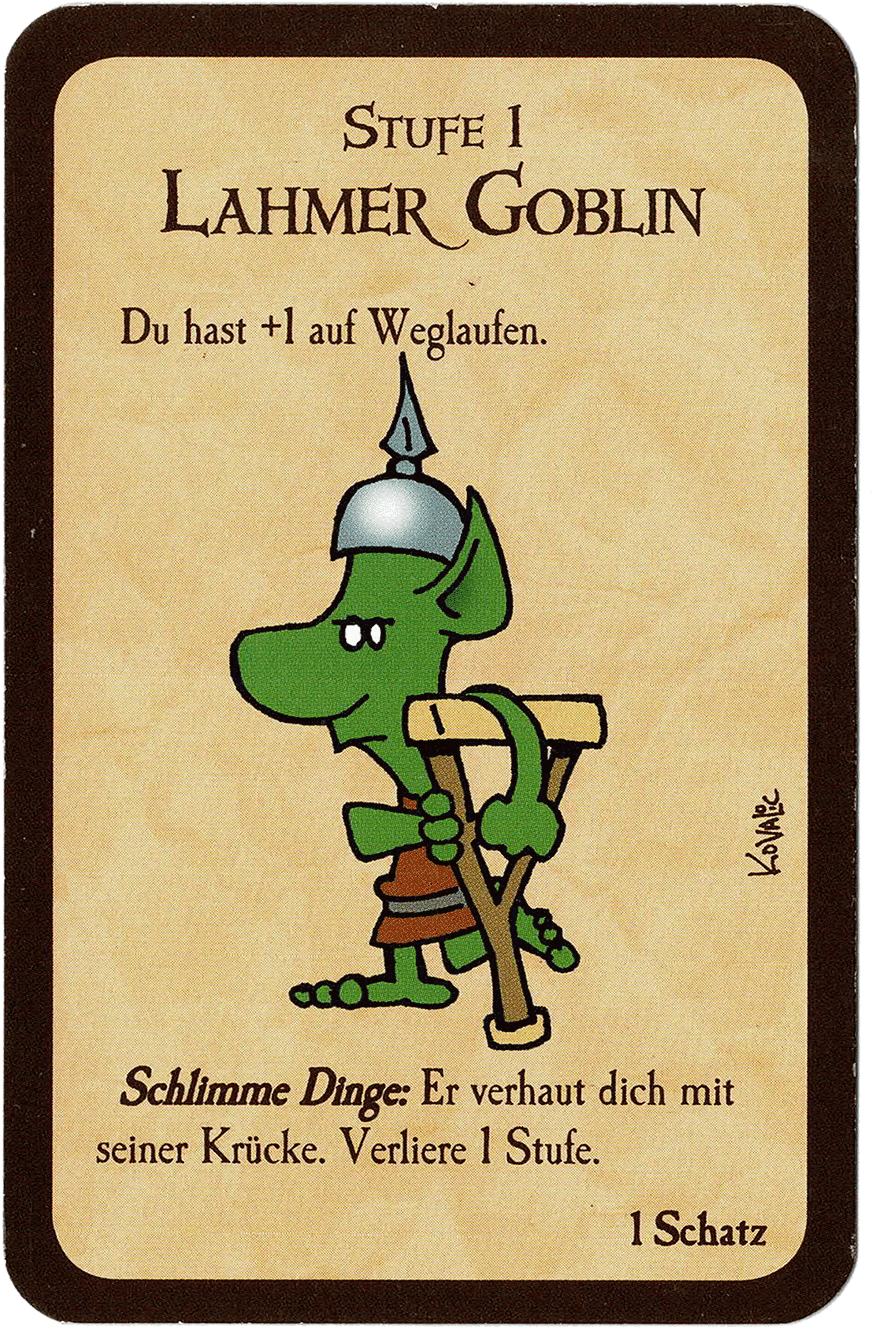 Stufe 1
Lahmer Goblin
Du hast +1 auf Weglaufen.
Kovalic
Schlimme Dinge: Er verhaut dich mit
seiner Krücke. Verliere 1 Stufe.
1 Schatz